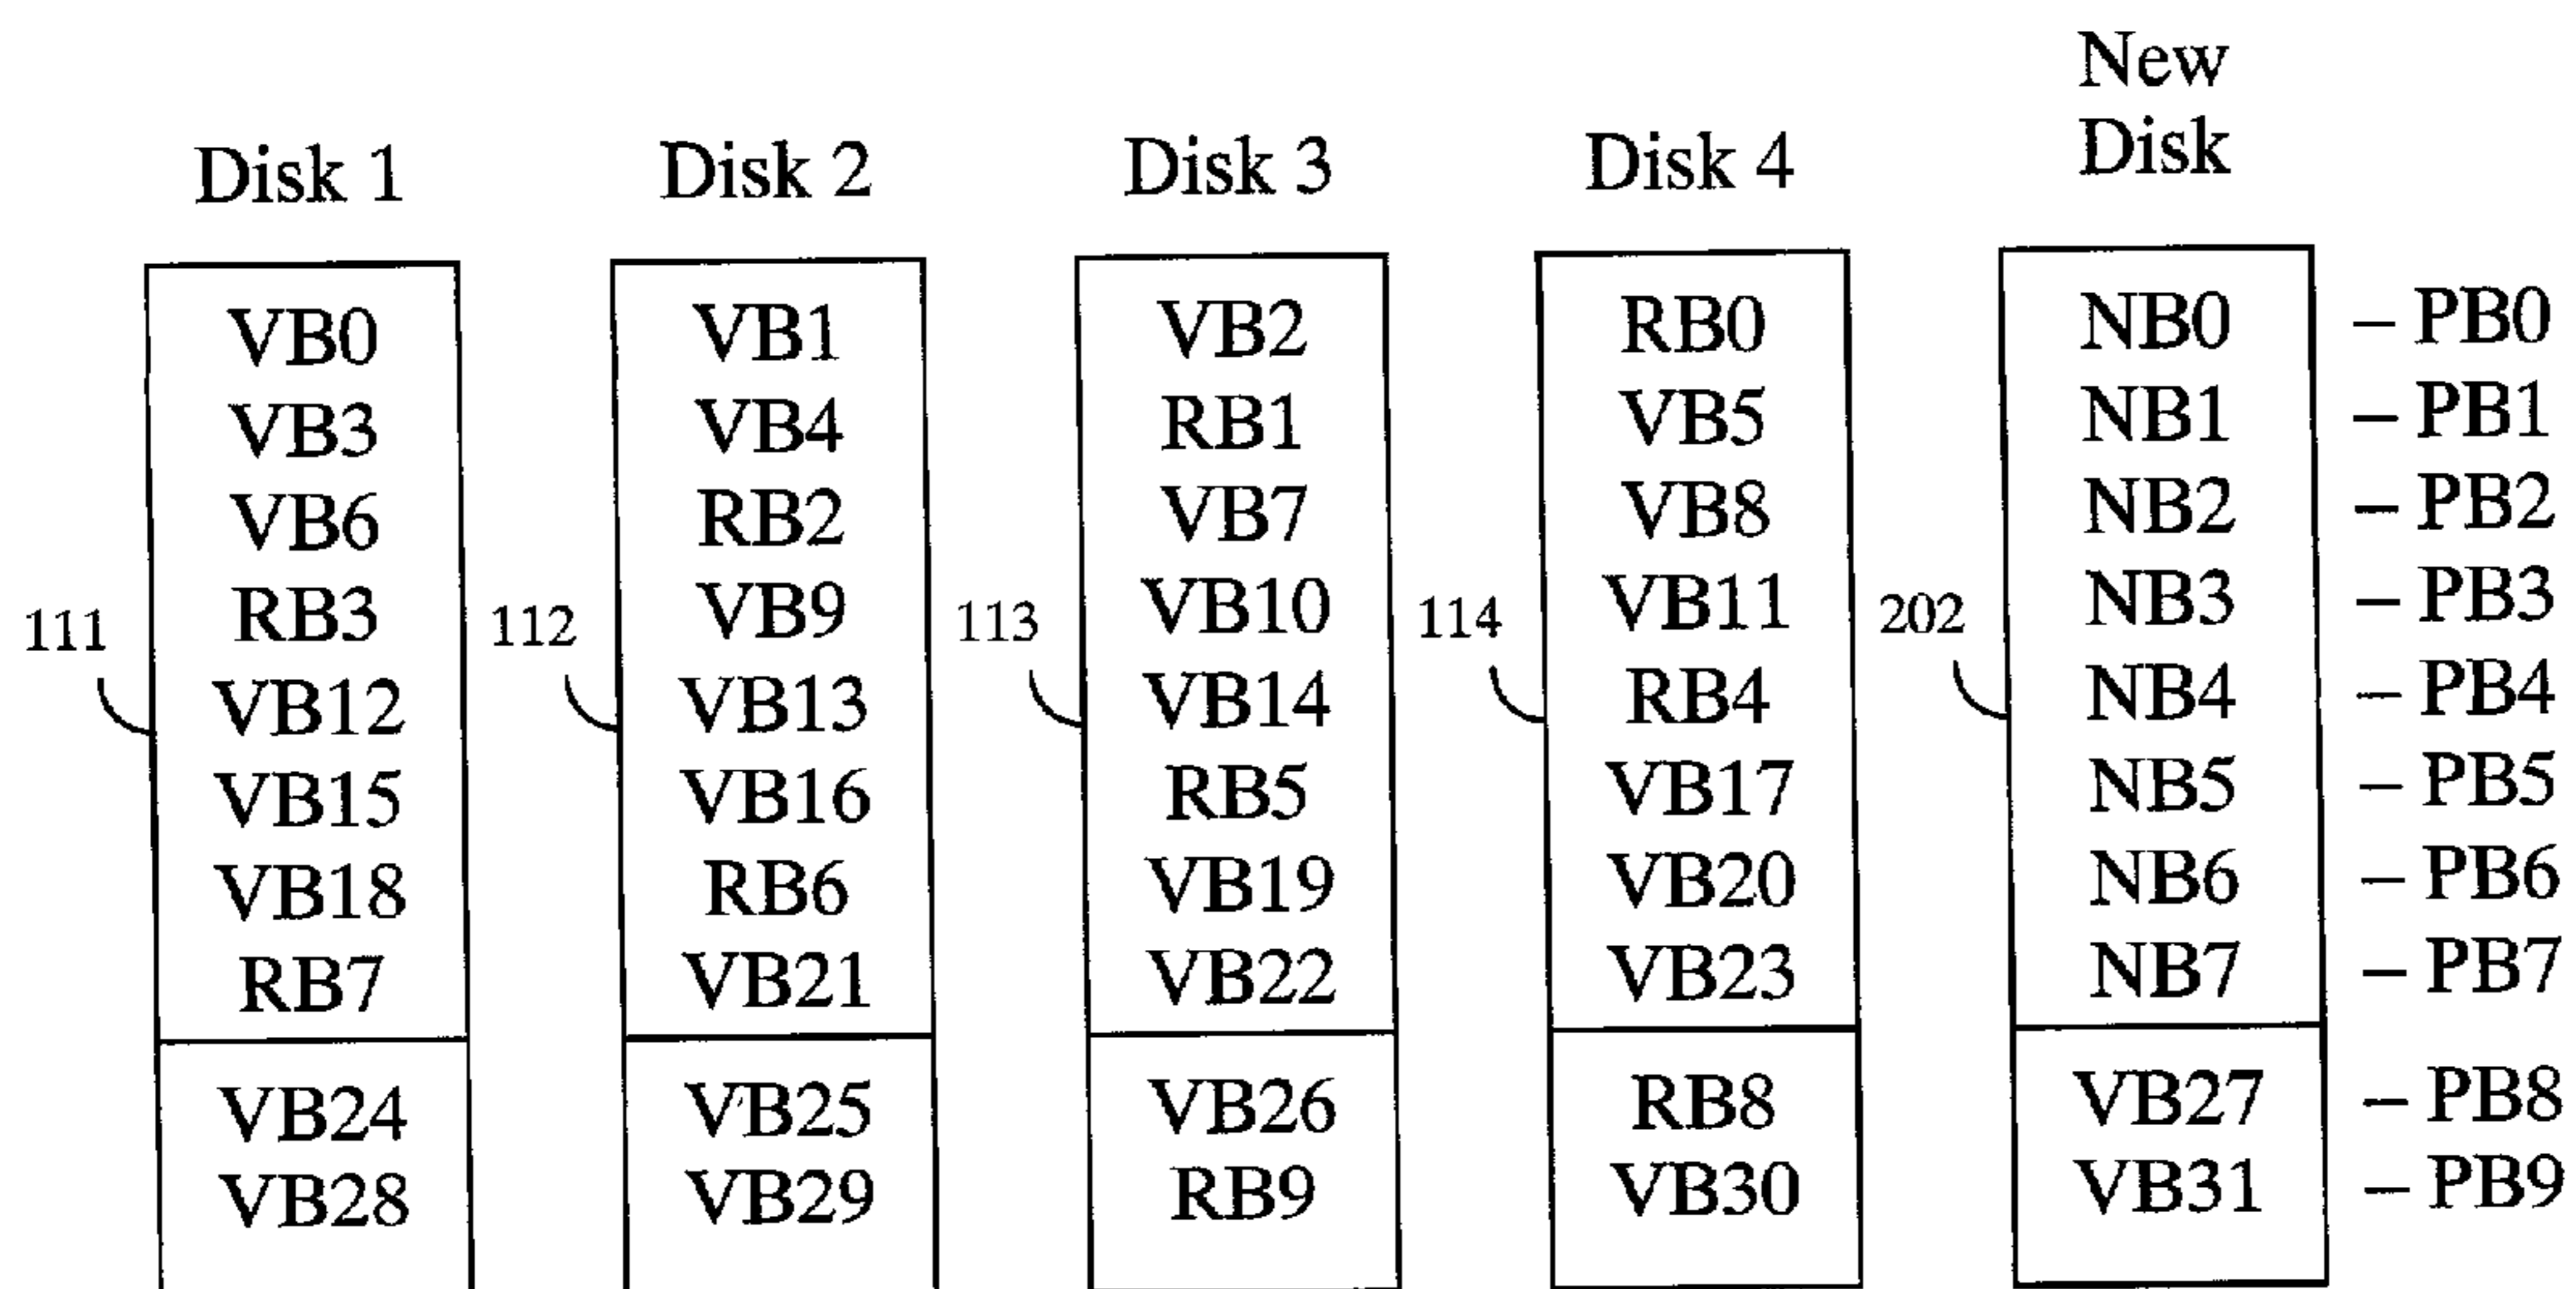 New
Disk 1 Disk 2 Disk 3 Disk 4 Disk
VB0 VB1 VB2 RB0 NB0 – PB0
VB3 VB4 RB1 VB5 NB1 – PB1
VB6 RB2 VB7 VB8 NB2 – PB2
111 RB3 112 VB9 113 VB10 114 VB11 202 NB3 – PB3
VB12 VB13 VB14 RB4 NB4 – PB4
VB15 VB16 RB5 VB17 NB5 – PB5
VB18 RB6 VB19 VB20 NB6 – PB6
RB7 VB21 VB22 VB23 NB7 – PB7
VB24 VB25 VB26 RB8 VB27 – PB8
VB28 VB29 RB9 VB30 VB31 – PB9